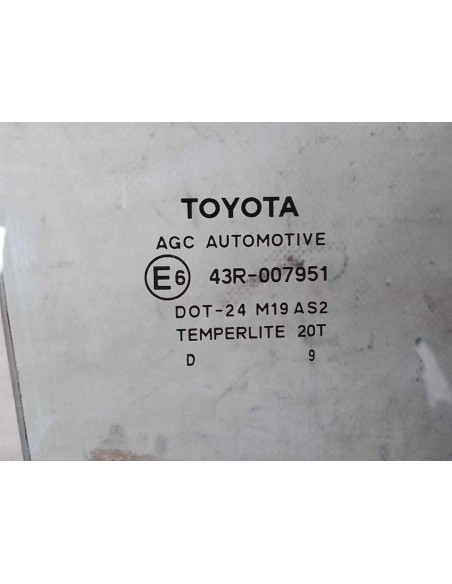 TOYOTA
AGC AUTOMOTIVE
E6 43R-007951
DOT-24 M19 AS2
TEMPERLITE 20T
D 9